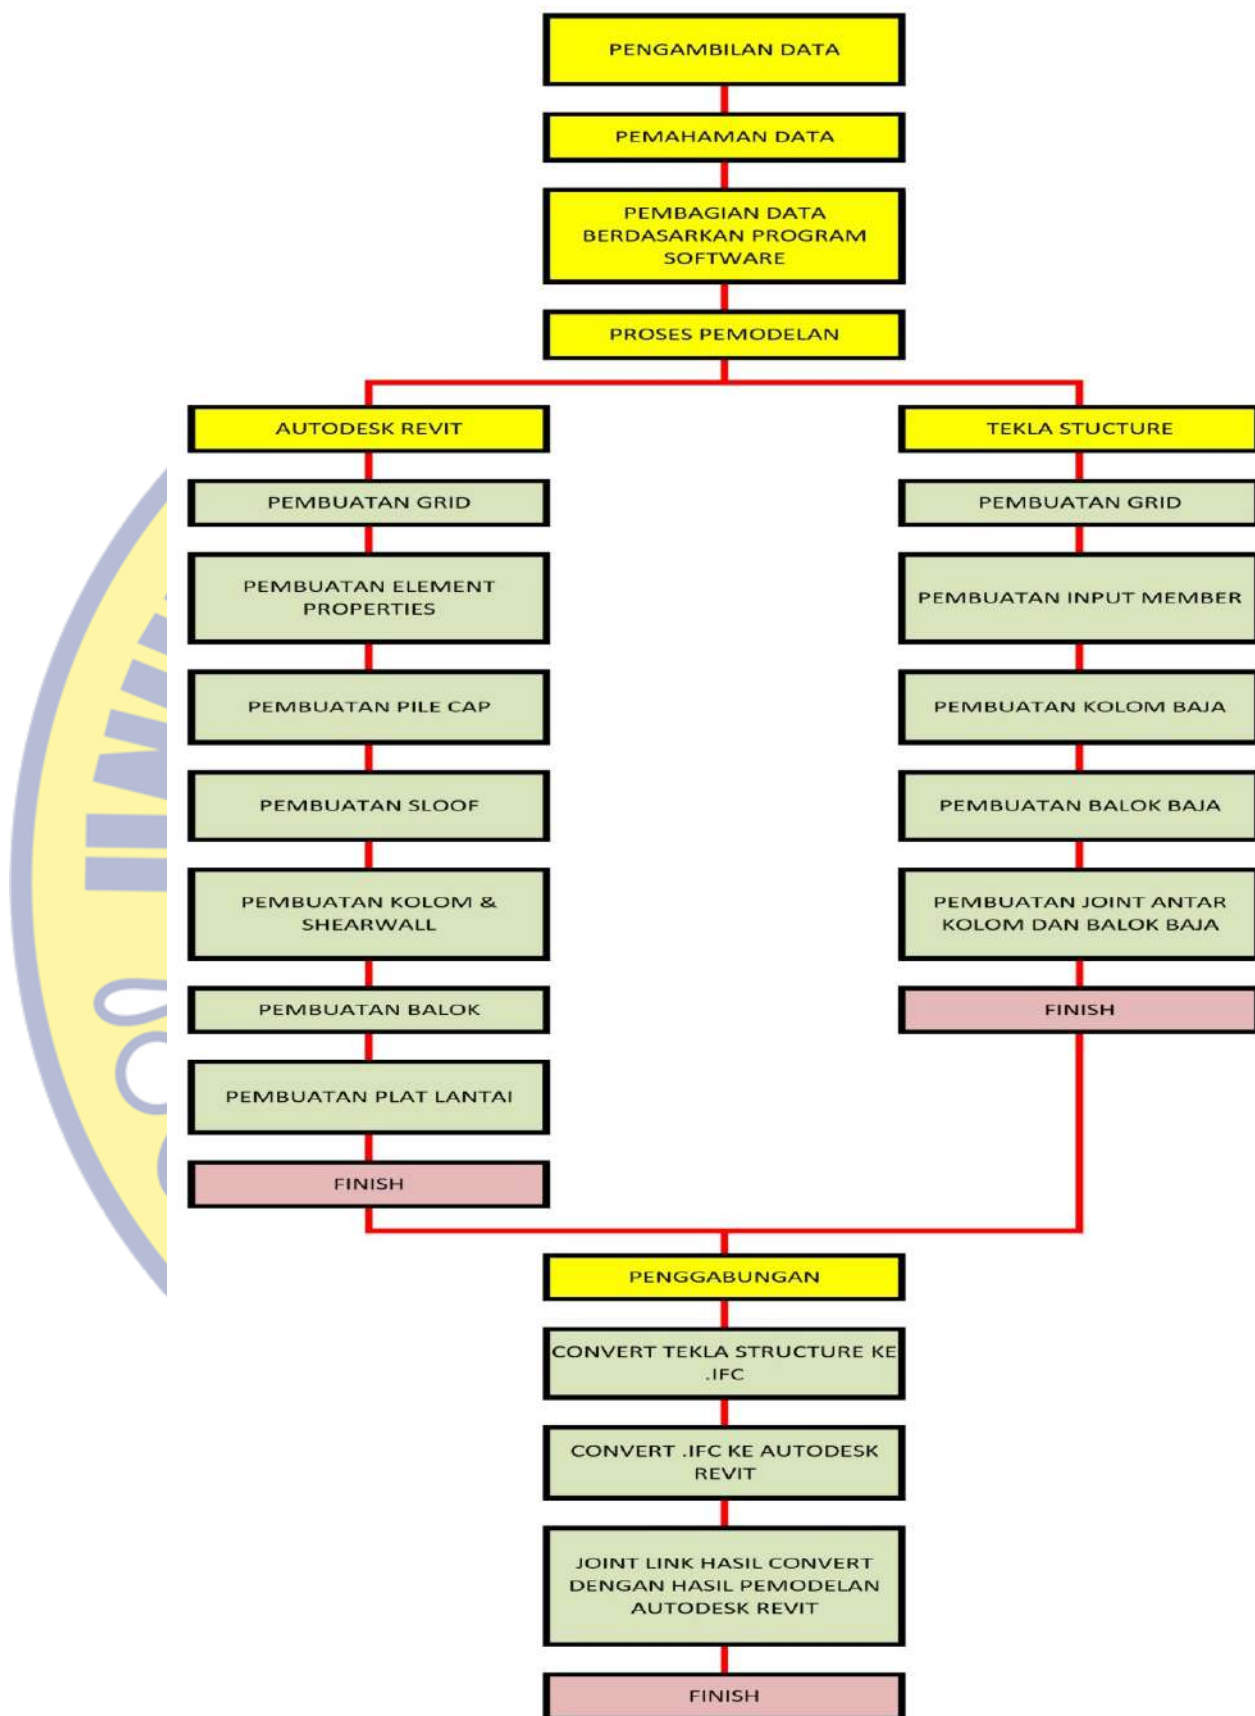 PENGAMBILAN DATA
PEMAHAMAN DATA
PEMBAGIAN DATA
BERDASARKAN PROGRAM
SOFTWARE
PROSES PEMODELAN
AUTODESK REVIT
PEMBUATAN GRID
PEMBUATAN ELEMENT
PROPERTIES
PEMBUATAN PILE CAP
PEMBUATAN SLOOF
PEMBUATAN KOLOM &
SHEARWALL
PEMBUATAN BALOK
PEMBUATAN PLAT LANTAI
FINISH
TEKLA STUCTURE
PEMBUATAN GRID
PEMBUATAN INPUT MEMBER
PEMBUATAN KOLOM BAJA
PEMBUATAN BALOK BAJA
PEMBUATAN JOINT ANTAR
KOLOM DAN BALOK BAJA
FINISH
PENGGABUNGAN
CONVERT TEKLA STRUCTURE KE
.IFC
CONVERT .IFC KE AUTODESK
REVIT
JOINT LINK HASIL CONVERT
DENGAN HASIL PEMODELAN
AUTODESK REVIT
FINISH